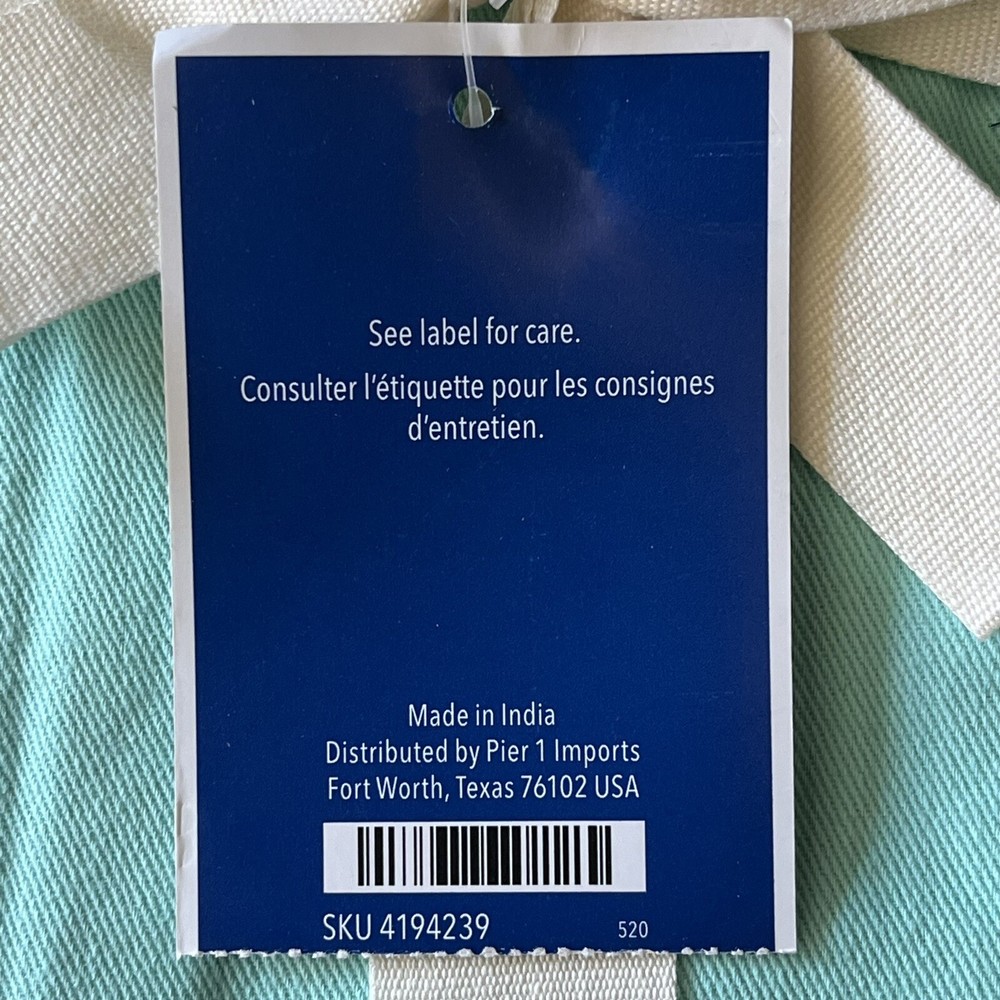 See label for care.
Consulter l'étiquette pour les consignes
d'entretien.
Made in India
Distributed by Pier 1 Imports
Fort Worth, Texas 76102 USA
SKU 4194239
520